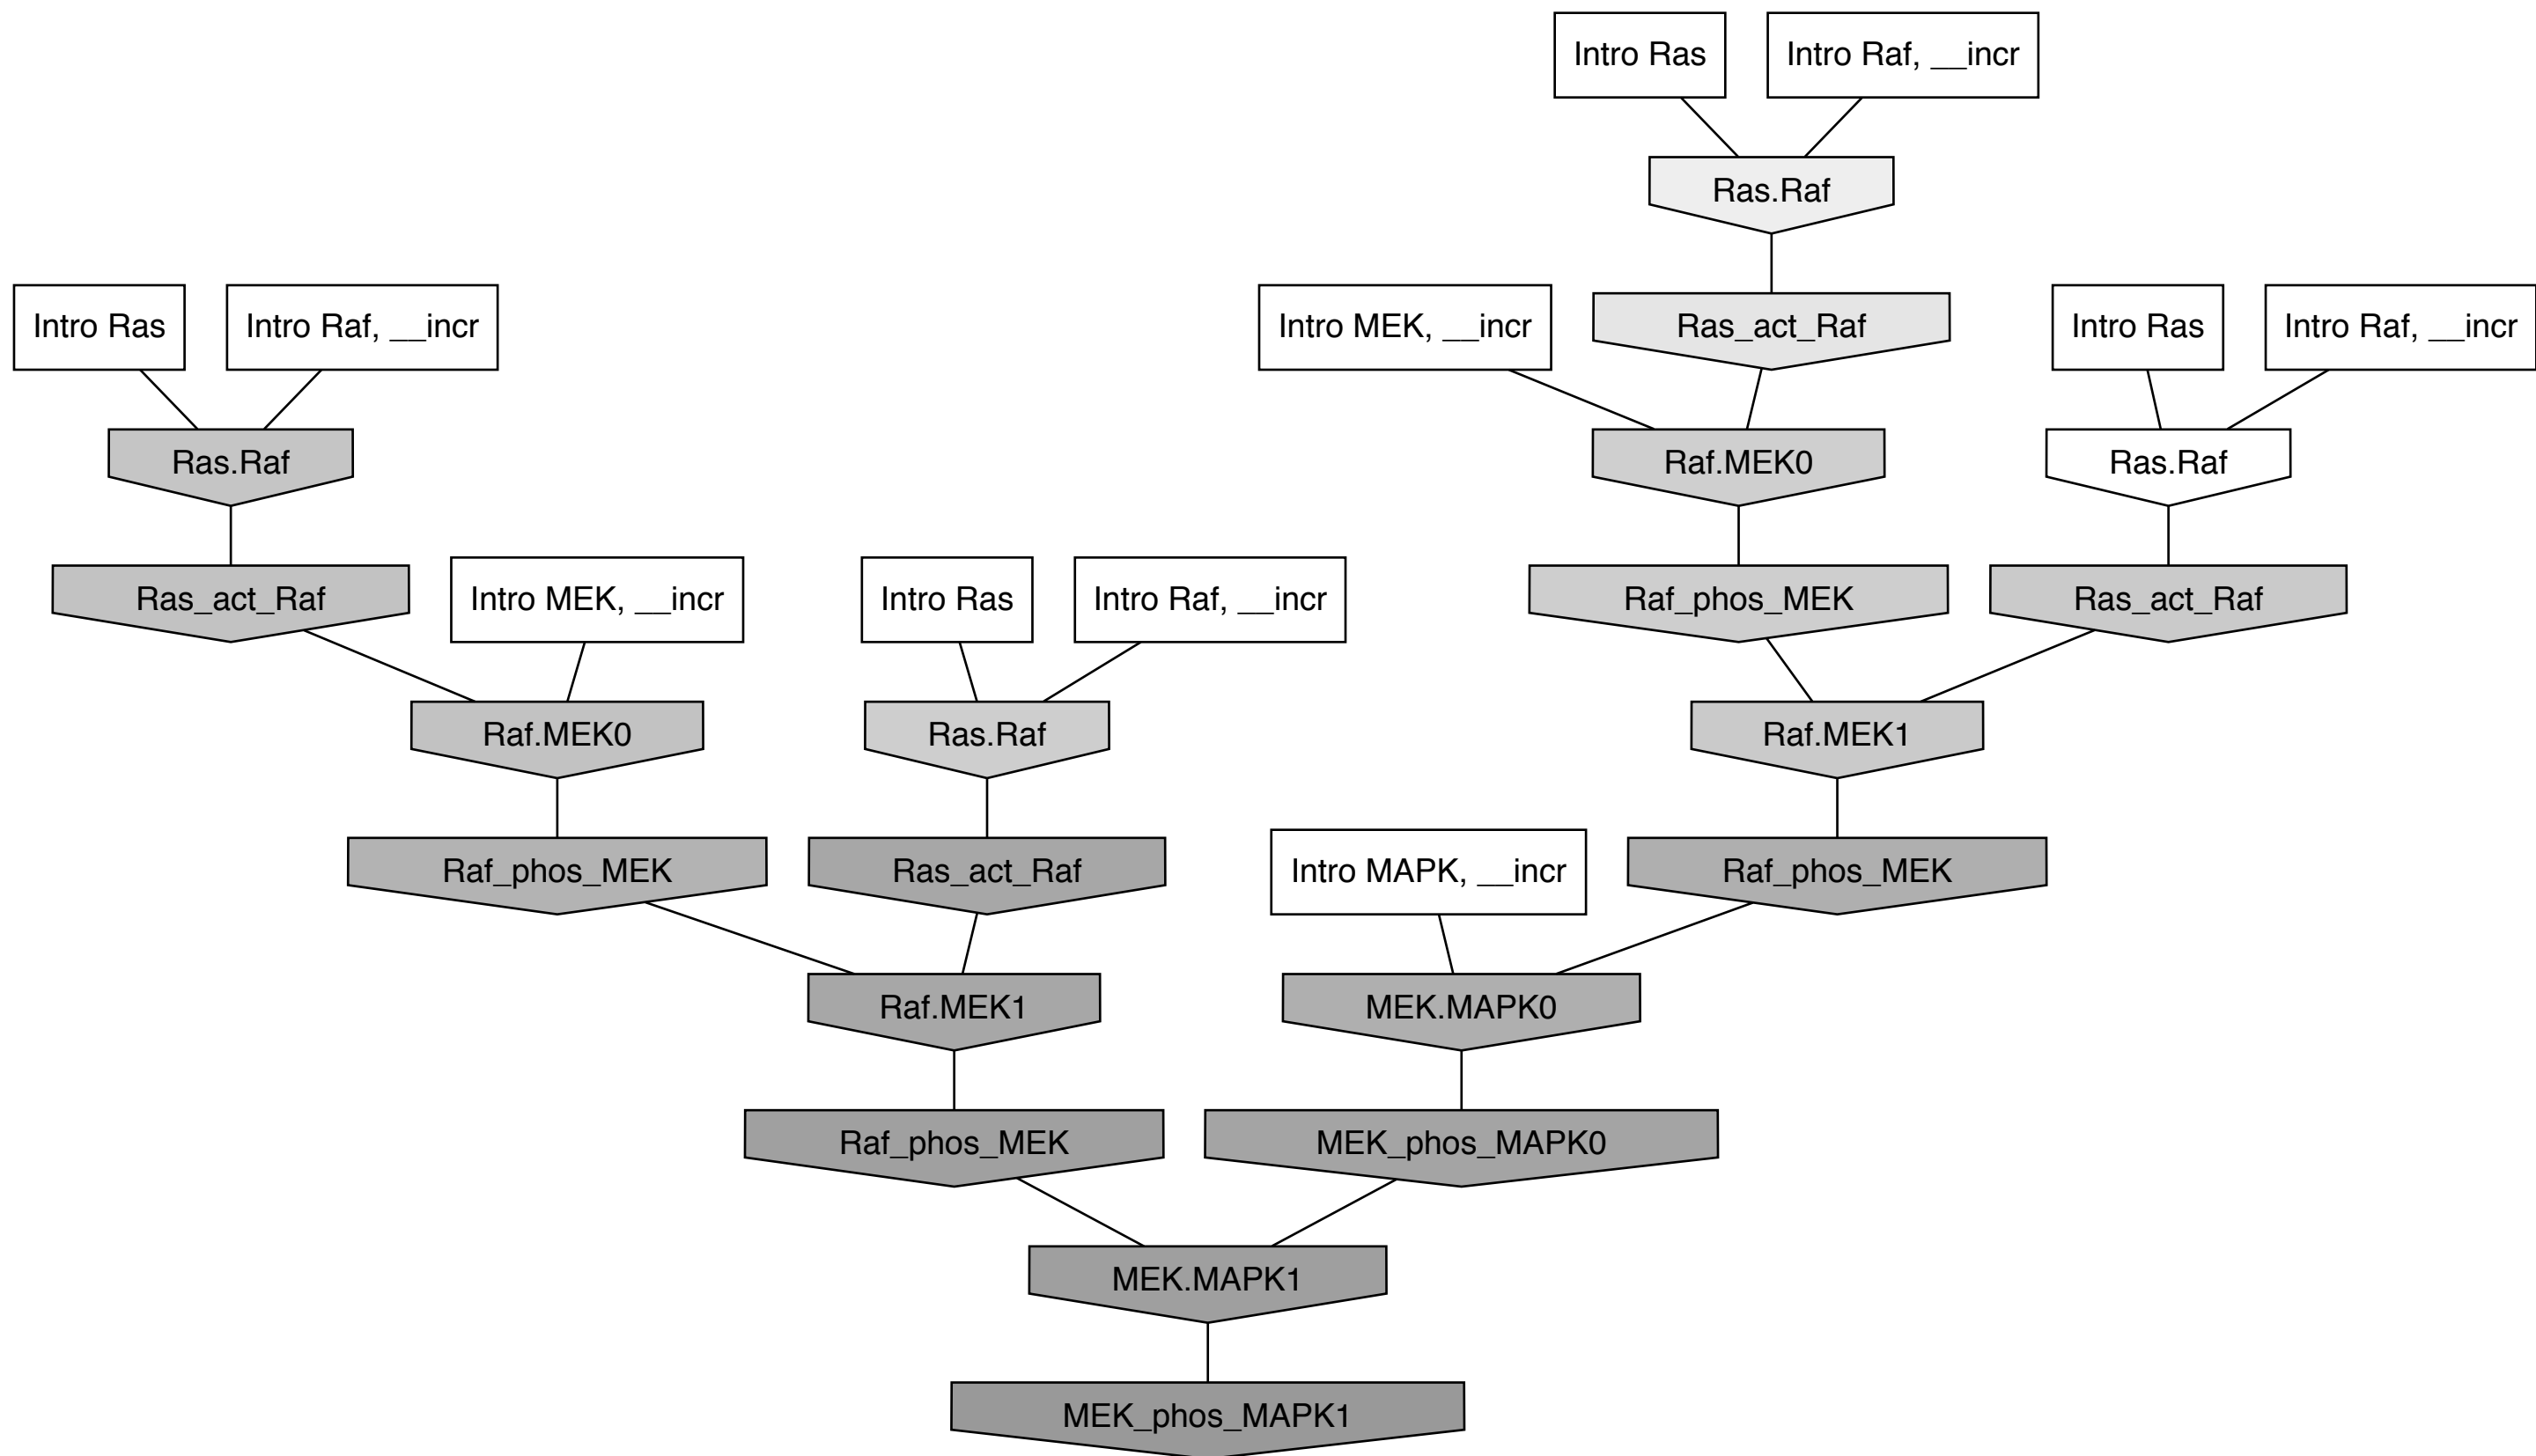 Intro Ras
Intro Raf, __incr
Ras.Raf
Intro Ras
Intro Raf, __incr
Intro MEK, __incr
Ras_act_Raf
Intro Ras
Intro Raf, __incr
Ras.Raf
Raf.MEK0
Ras.Raf
Ras_act_Raf
Intro MEK, __incr
Intro Ras
Intro Raf, __incr
Raf_phos_MEK
Ras_act_Raf
Raf.MEK0
Ras.Raf
Raf.MEK1
Raf_phos_MEK
Ras_act_Raf
Intro MAPK, __incr
Raf_phos_MEK
Raf.MEK1
MEK.MAPK0
Raf_phos_MEK
MEK_phos_MAPK0
MEK.MAPK1
MEK_phos_MAPK1